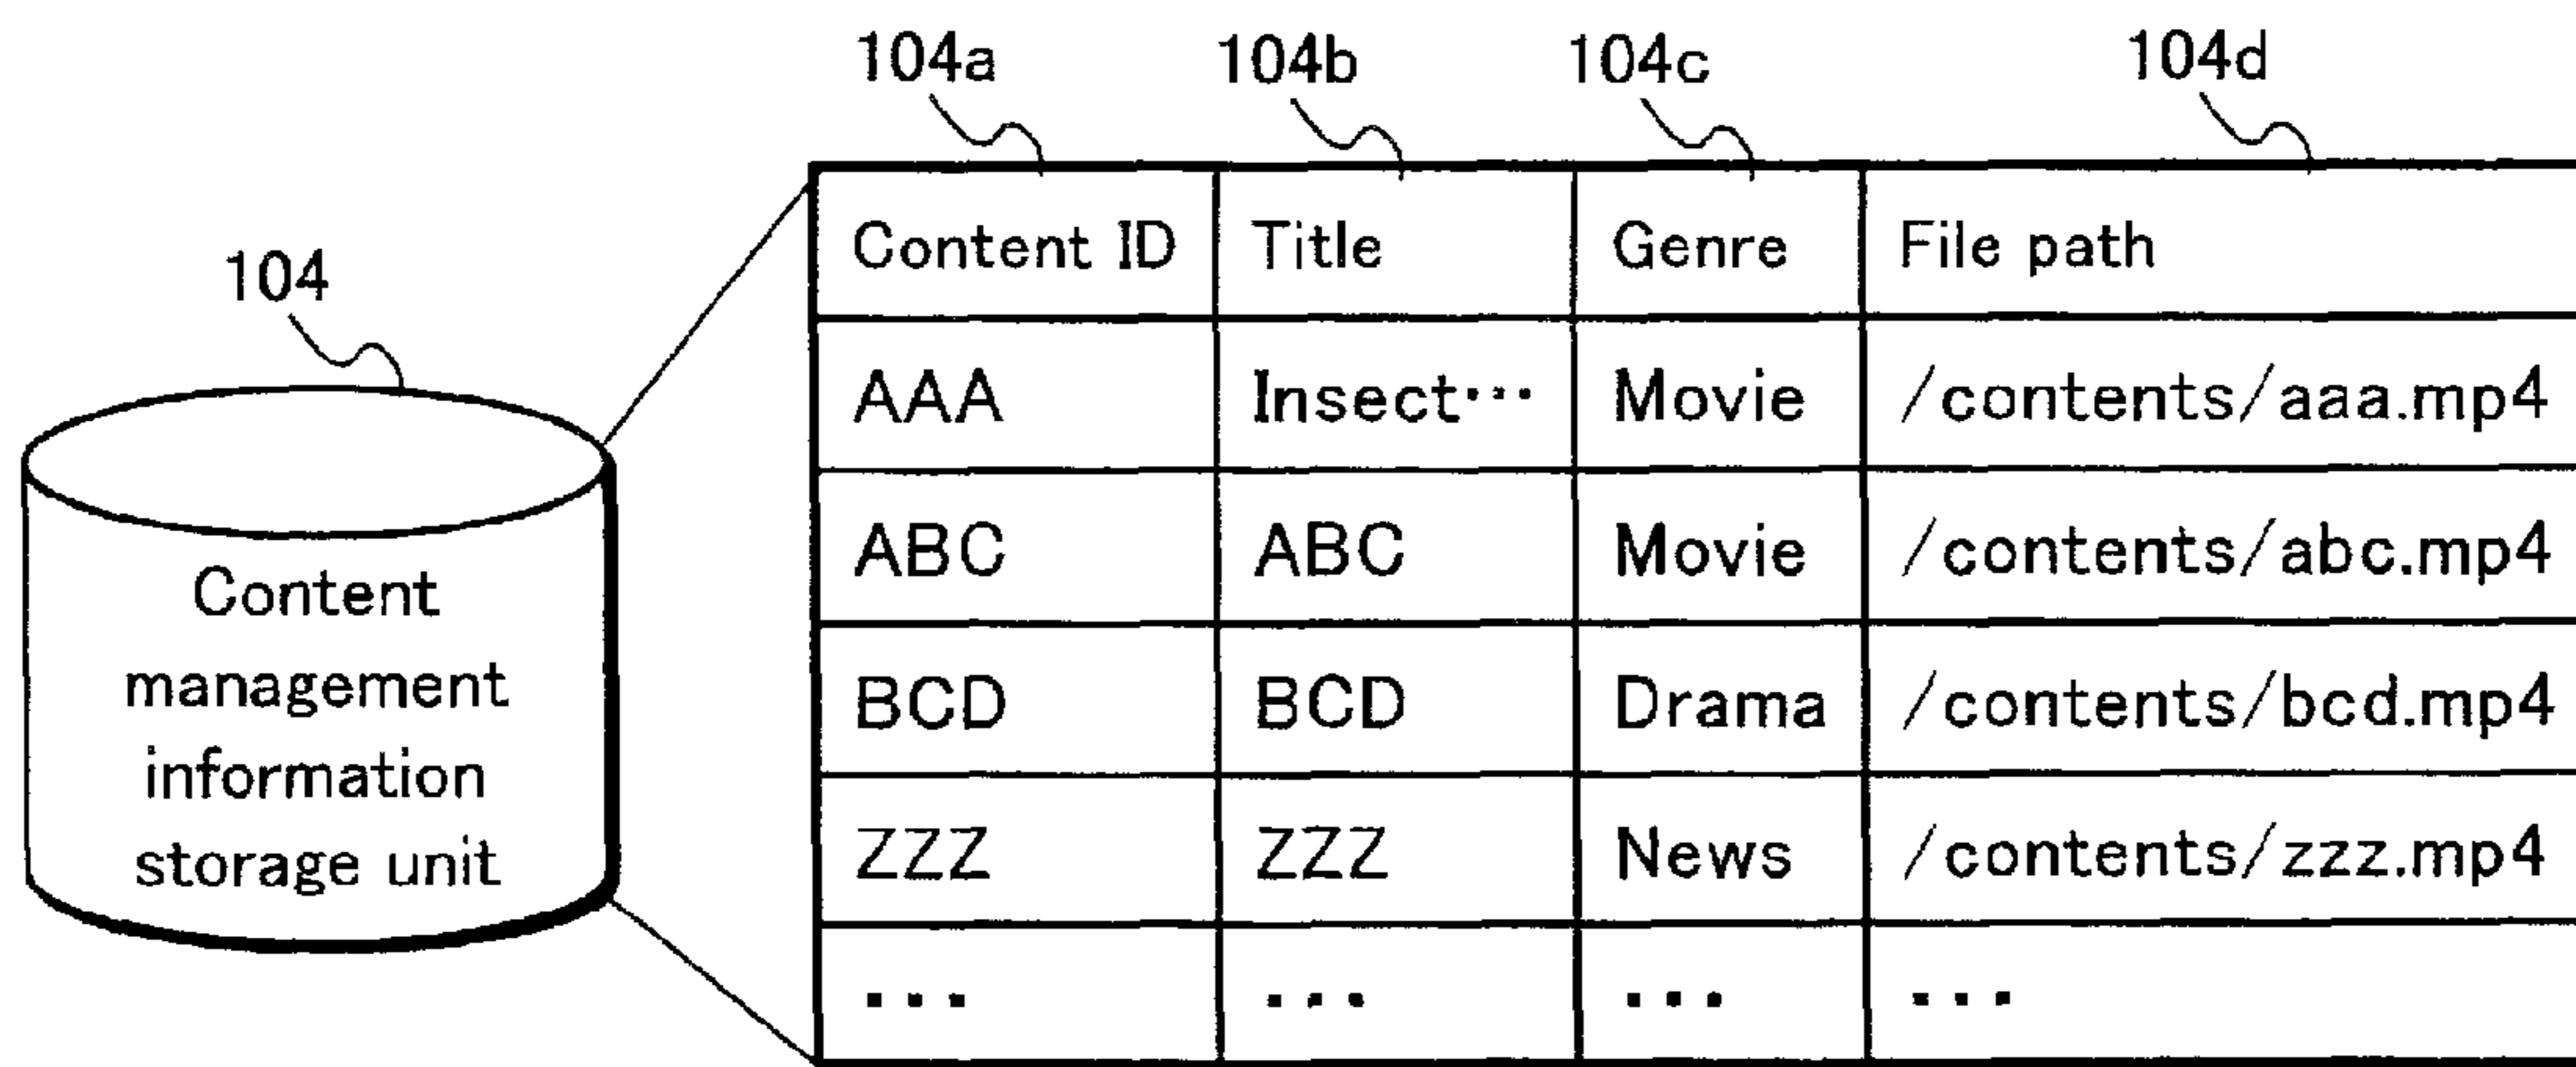 104a 104b 104c 104d
104
Content
management
information
storage unit
Content ID Title Genre File path
AAA Insect··· Movie /contents/aaa.mp4
ABC ABC Movie /contents/abc.mp4
BCD BCD Drama /contents/bcd.mp4
ZZZ ZZZ News /contents/zzz.mp4
··· ··· ··· ···